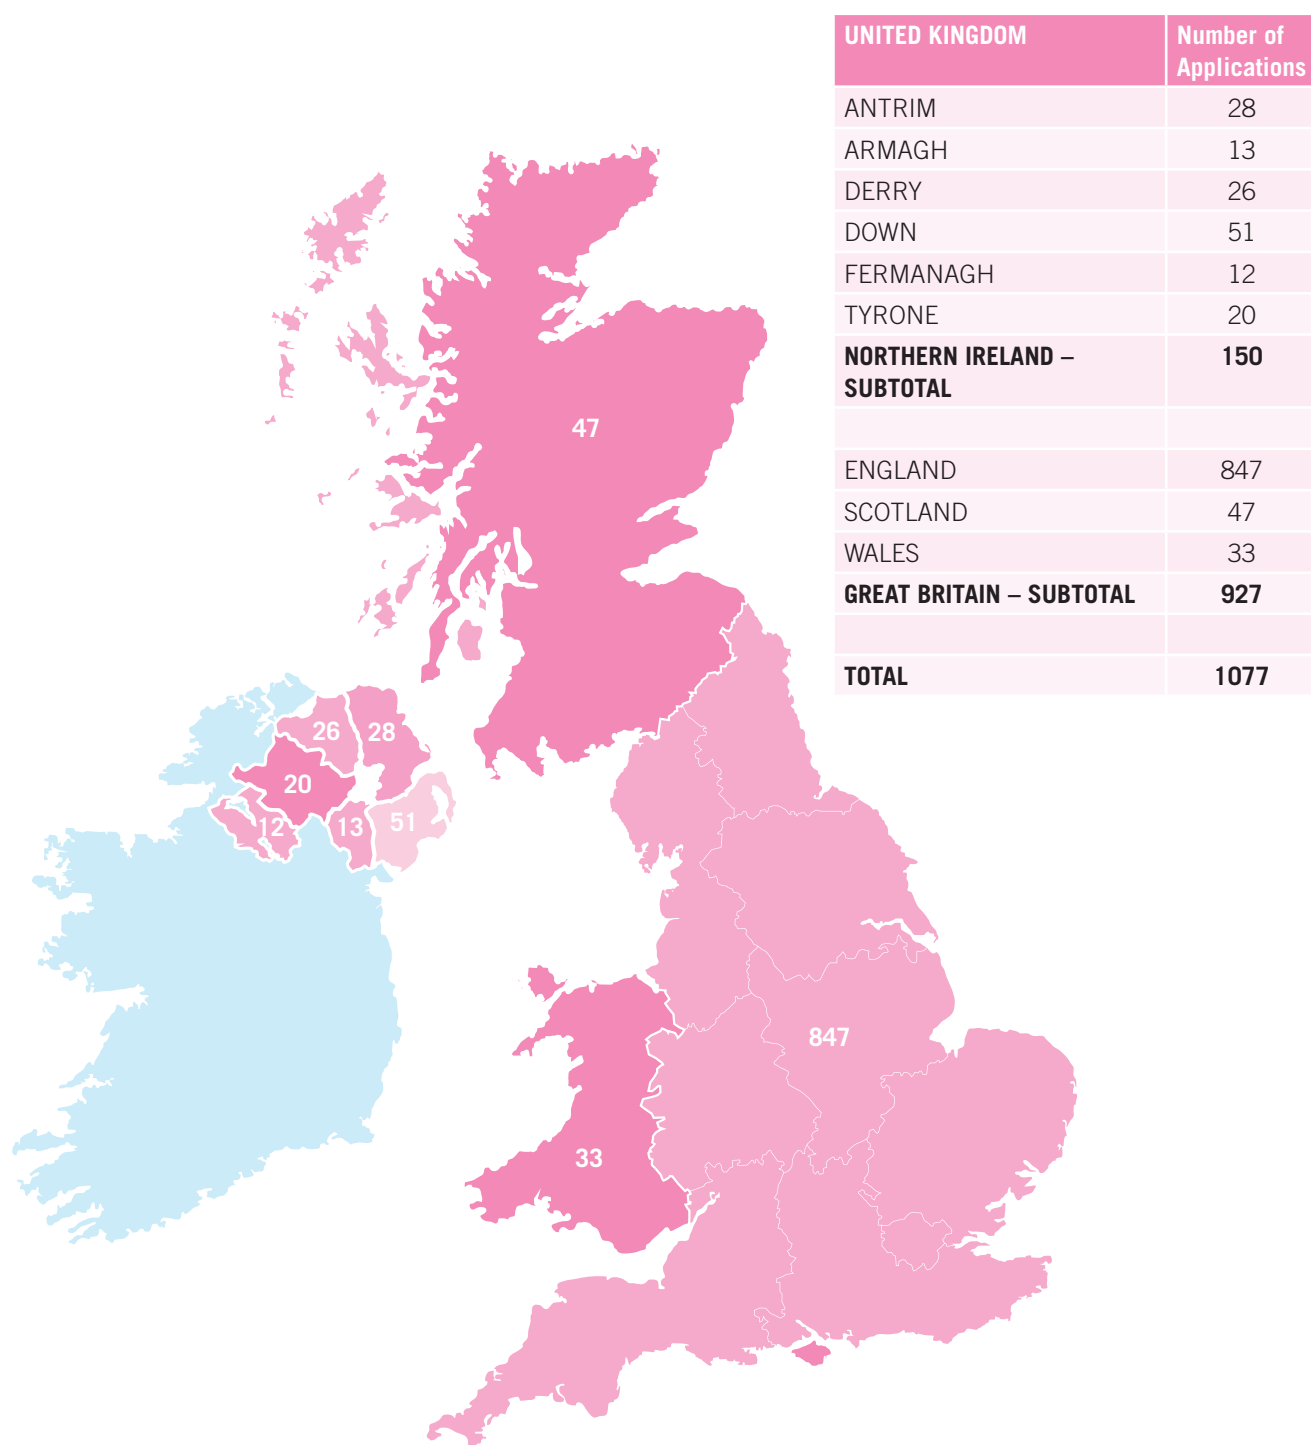 UNITED KINGDOM Number of
Applications
ANTRIM 28
ARMAGH 13
DERRY 26
DOWN 51
FERMANAGH 12
TYRONE 20
NORTHERN IRELAND – 150
SUBTOTAL
ENGLAND 847
SCOTLAND 47
WALES 33
GREAT BRITAIN – SUBTOTAL 927
TOTAL 1077
47
26
28
20
12
13
51
847
33